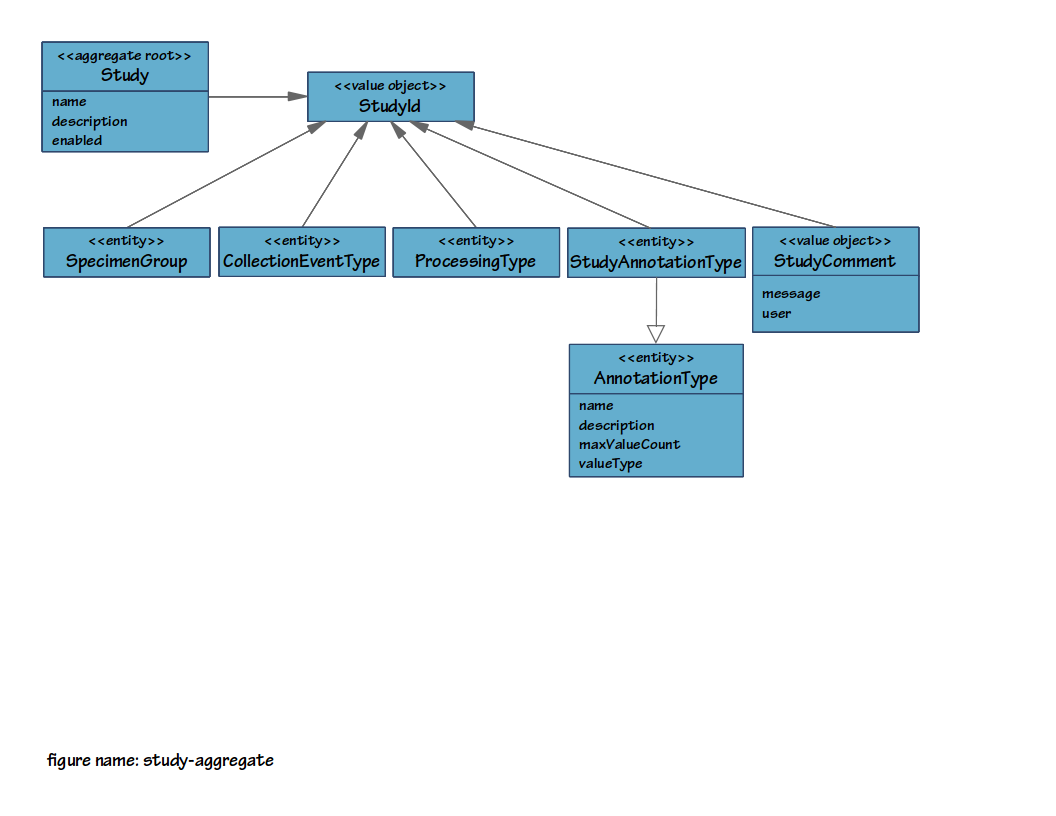 <<aggregate root>>
Study
name
description
enabled
<<value object>>
StudyId
<<entity>>
SpecimenGroup
<<entity>>
CollectionEventType
<<entity>>
ProcessingType
<<entity>>
StudyAnnotationType
<<value object>>
StudyComment
message
user
<<entity>>
AnnotationType
name
description
maxValueCount
valueType
figure name: study-aggregate